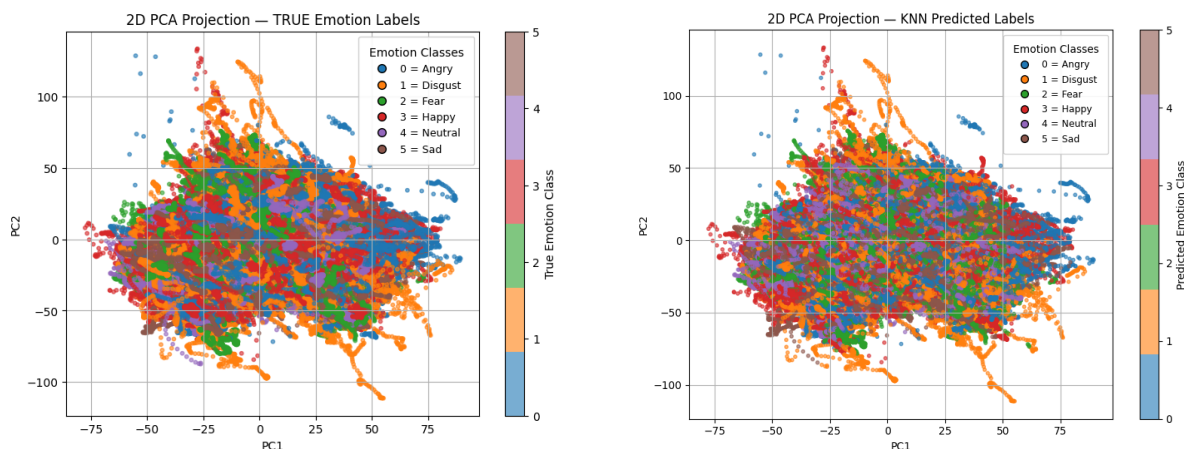 2D PCA Projection — TRUE Emotion Labels
Emotion Classes
0 = Angry
1 = Disgust
2 = Fear
3 = Happy
4 = Neutral
5 = Sad
100
50
0
−50
−100
PC2
−75
−50
−25
0
25
50
75
PC1
5
4
3
2
1
0
True Emotion Class
2D PCA Projection — KNN Predicted Labels
Emotion Classes
0 = Angry
1 = Disgust
2 = Fear
3 = Happy
4 = Neutral
5 = Sad
100
50
0
−50
−100
PC2
−75
−50
−25
0
25
50
75
PC1
5
4
3
2
1
0
Predicted Emotion Class